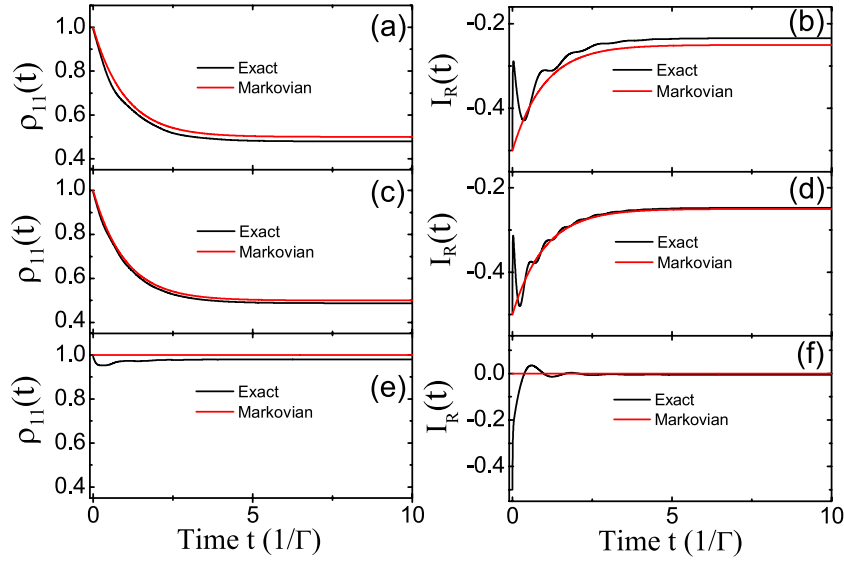 (a)
ρ₁₁(t)
1.0
0.8
0.6
0.4
Exact
Markovian
(b)
I_R(t)
-0.2
-0.4
Exact
Markovian
(c)
ρ₁₁(t)
1.0
0.8
0.6
0.4
Exact
Markovian
(d)
I_R(t)
-0.2
-0.4
Exact
Markovian
(e)
ρ₁₁(t)
1.0
0.8
0.6
0.4
Exact
Markovian
0 5 10
Time t (1/Γ)
(f)
I_R(t)
0.0
-0.2
-0.4
Exact
Markovian
0 5 10
Time t (1/Γ)